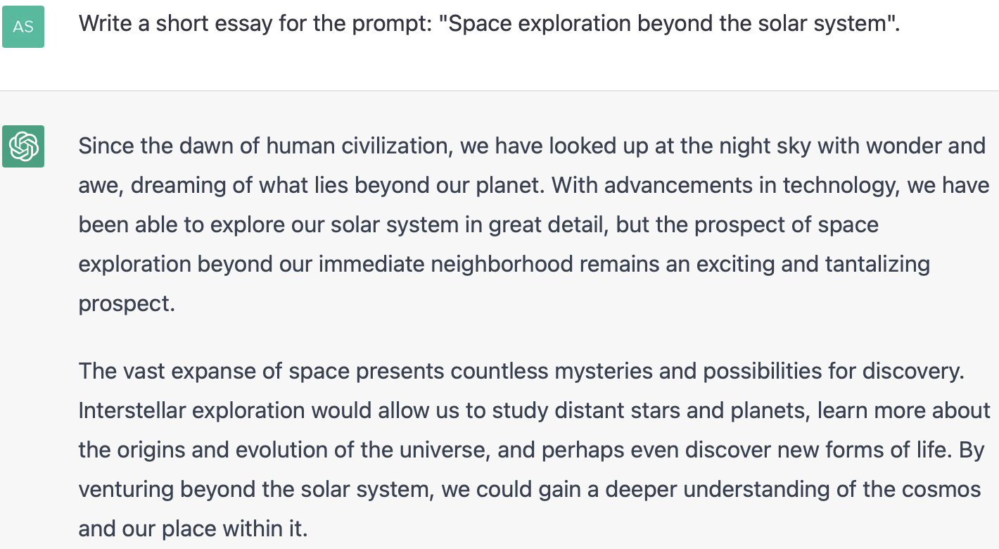 AS
Write a short essay for the prompt: "Space exploration beyond the solar system".
Since the dawn of human civilization, we have looked up at the night sky with wonder and
awe, dreaming of what lies beyond our planet. With advancements in technology, we have
been able to explore our solar system in great detail, but the prospect of space
exploration beyond our immediate neighborhood remains an exciting and tantalizing
prospect.
The vast expanse of space presents countless mysteries and possibilities for discovery.
Interstellar exploration would allow us to study distant stars and planets, learn more about
the origins and evolution of the universe, and perhaps even discover new forms of life. By
venturing beyond the solar system, we could gain a deeper understanding of the cosmos
and our place within it.